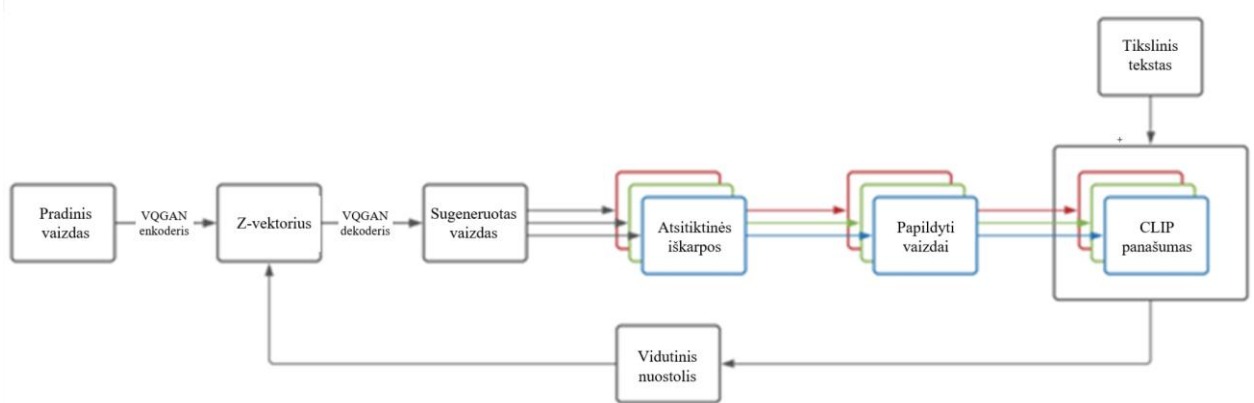 Tikslinis
tekstas
+
Pradinis
vaizdas
VQGAN
enkoderis
Z-vektorius
VQGAN
dekoderis
Sugeneruotas
vaizdas
Atsitiktinės
iškarpos
Papildyti
vaizdai
CLIP
panašumas
Vidutinis
nuostolis